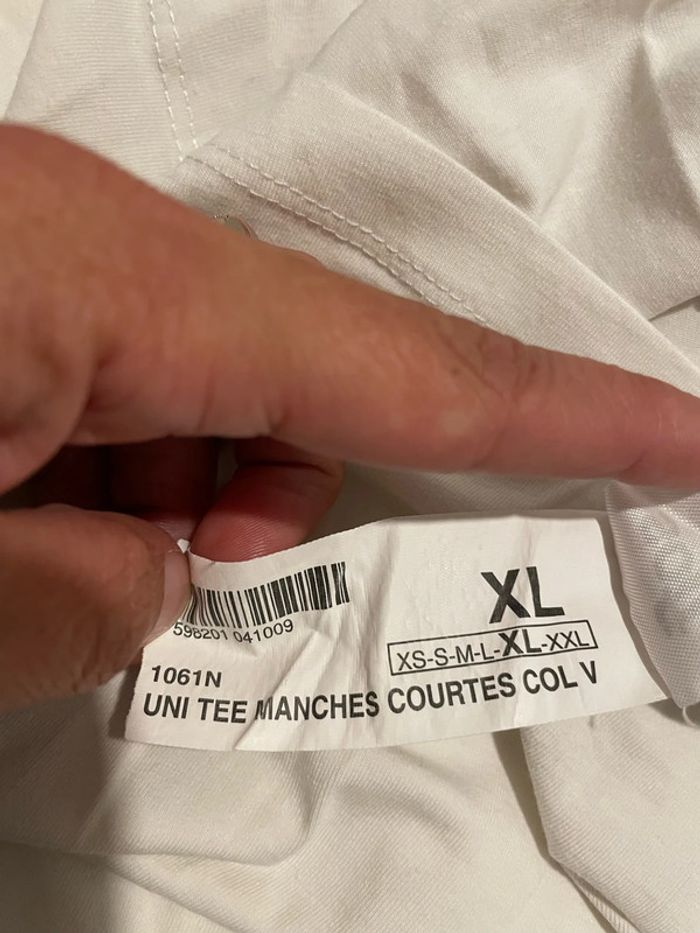 XL
598201 041009
XS-S-M-L-XL-XXL
1061N
UNI TEE MANCHES COURTES COL V